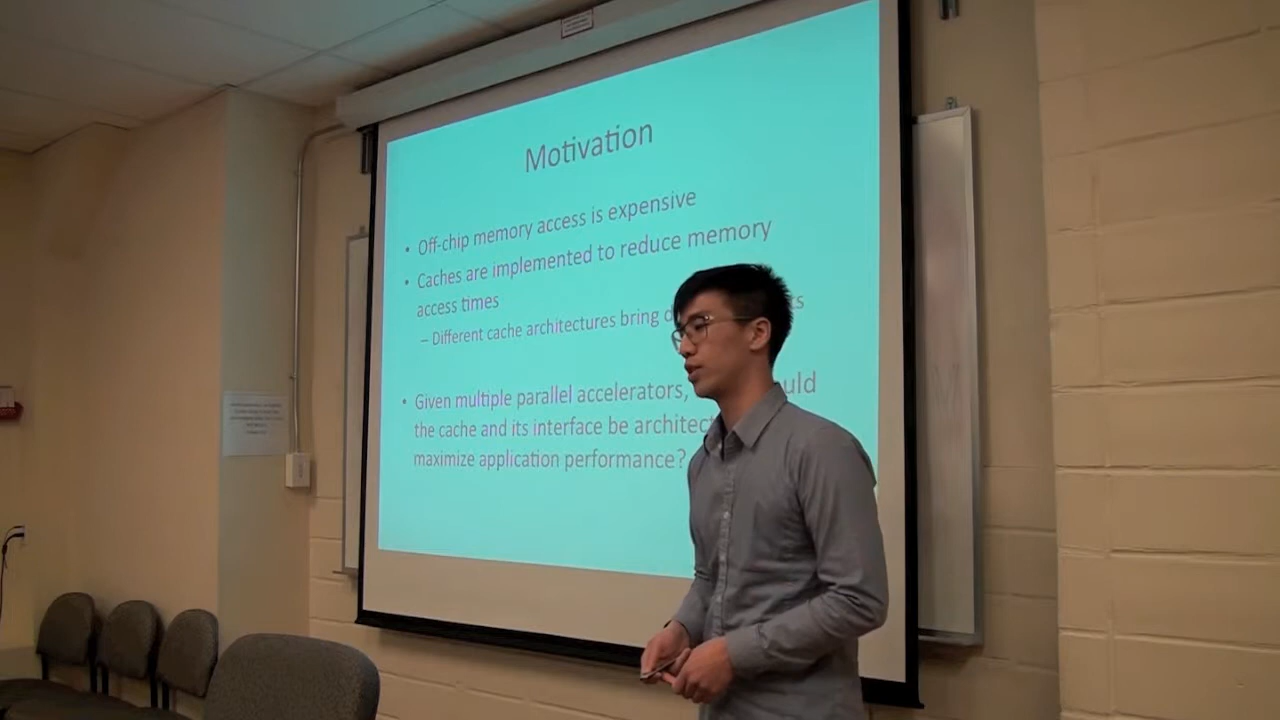 Motivation
• Off-chip memory access is expensive
• Caches are implemented to reduce memory
access times
– Different cache architectures bring
• Given multiple parallel accelerators,
the cache and its interface be
maximize application performance?